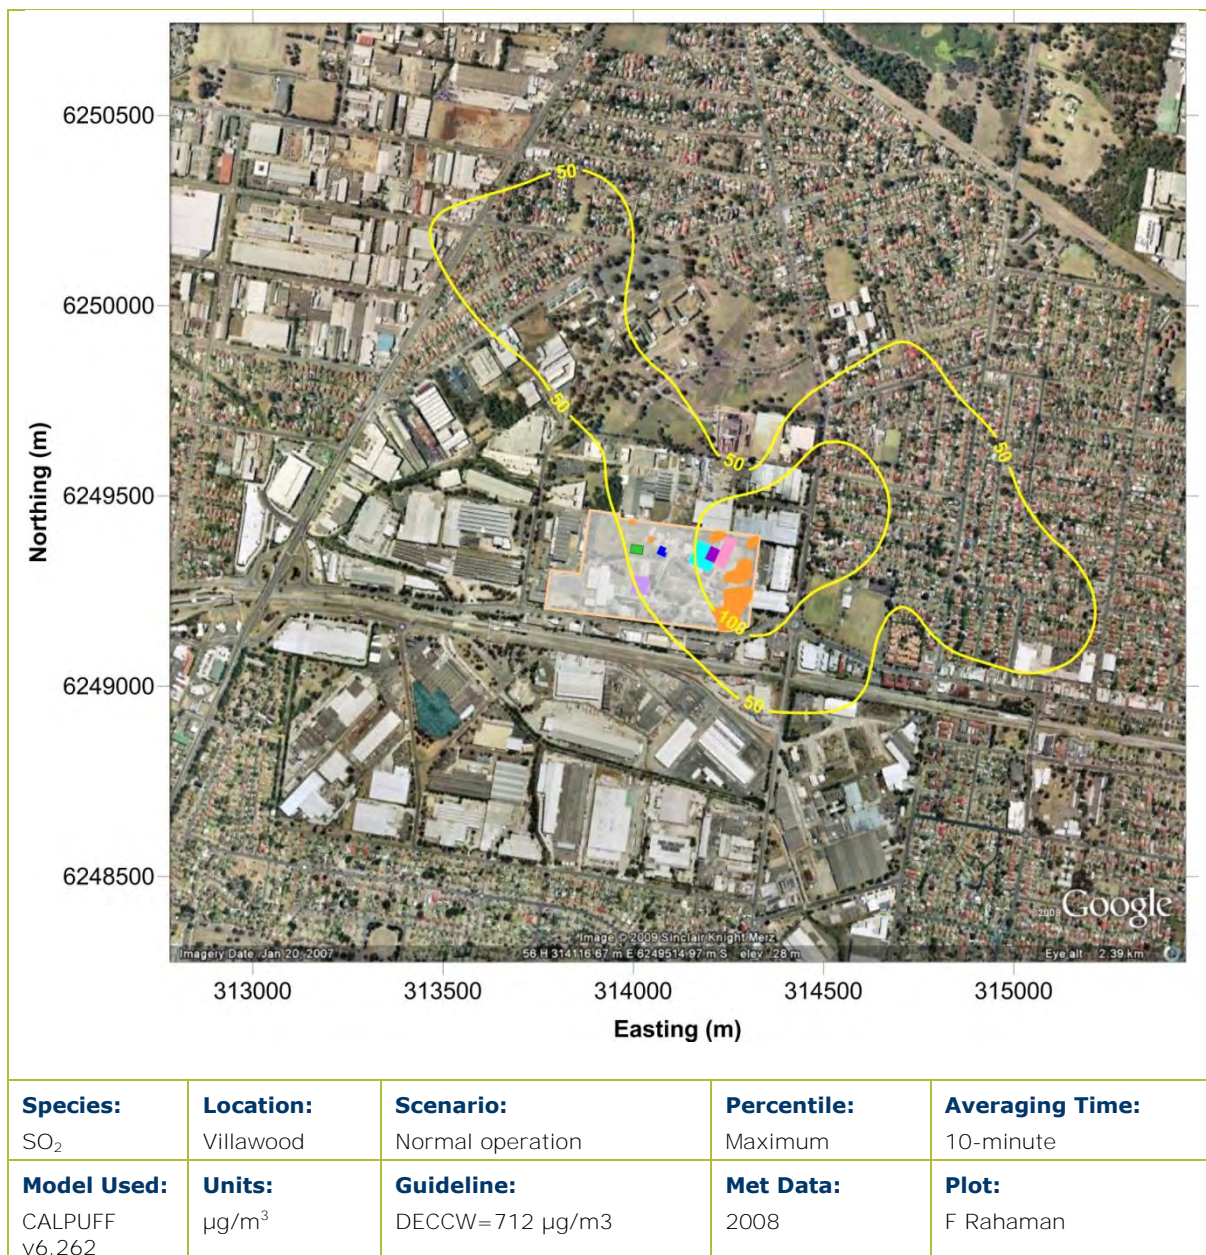 6250500
6250000
6249500
6249000
6248500
Northing (m)
50
50
50
50
108
50
©2009 Google
Image © 2009 Sinclair Knight Merz
Imagery Date: Jan 20, 2007
56 H 314116.67 m E 6249514.97 m S elev 28 m
Eye alt 2.39 km
313000
313500
314000
314500
315000
Easting (m)
Species:
SO₂
Location:
Villawood
Scenario:
Normal operation
Percentile:
Maximum
Averaging Time:
10-minute
Model Used:
CALPUFF
v6.262
Units:
µg/m³
Guideline:
DECCW=712 µg/m3
Met Data:
2008
Plot:
F Rahaman